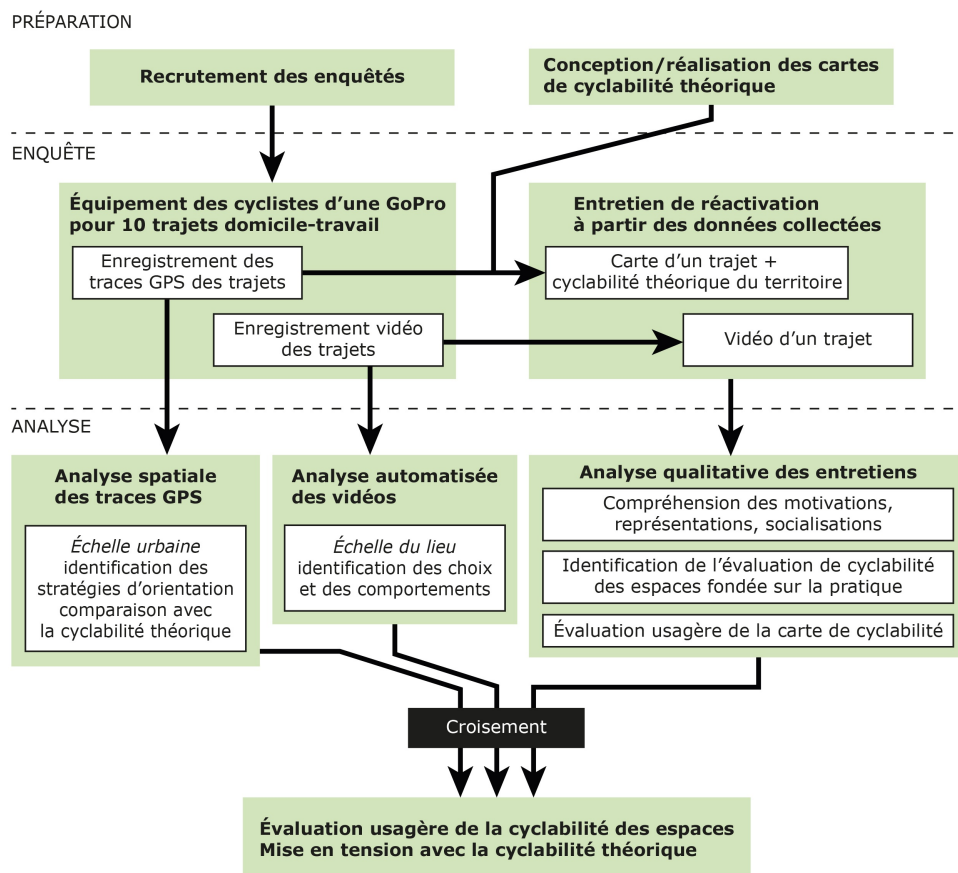 PRÉPARATION
Recrutement des enquêtés
Conception/réalisation des cartes
de cyclabilité théorique
ENQUÊTE
Équipement des cyclistes d’une GoPro
pour 10 trajets domicile-travail
Enregistrement des
traces GPS des trajets
Enregistrement vidéo
des trajets
Entretien de réactivation
à partir des données collectées
Carte d’un trajet +
cyclabilité théorique du territoire
Vidéo d’un trajet
ANALYSE
Analyse spatiale
des traces GPS
Échelle urbaine
identification des
stratégies d’orientation
comparaison avec
la cyclabilité théorique
Analyse automatisée
des vidéos
Échelle du lieu
identification des choix
et des comportements
Analyse qualitative des entretiens
Compréhension des motivations,
représentations, socialisations
Identification de l’évaluation de cyclabilité
des espaces fondée sur la pratique
Évaluation usagère de la carte de cyclabilité
Croisement
Évaluation usagère de la cyclabilité des espaces
Mise en tension avec la cyclabilité théorique